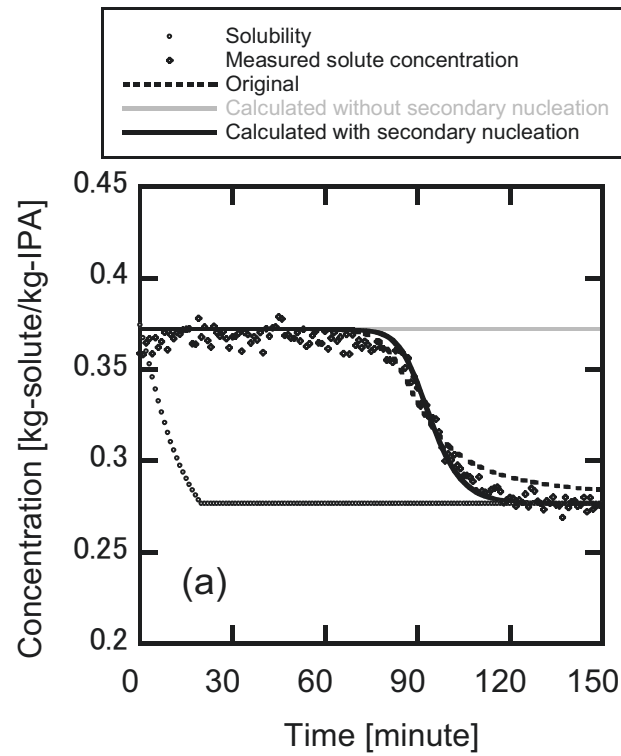 Solubility
Measured solute concentration
Original
Calculated without secondary nucleation
Calculated with secondary nucleation
0.45
0.4
0.35
0.3
0.25
0.2
Concentration [kg-solute/kg-IPA]
(a)
0 30 60 90 120 150
Time [minute]